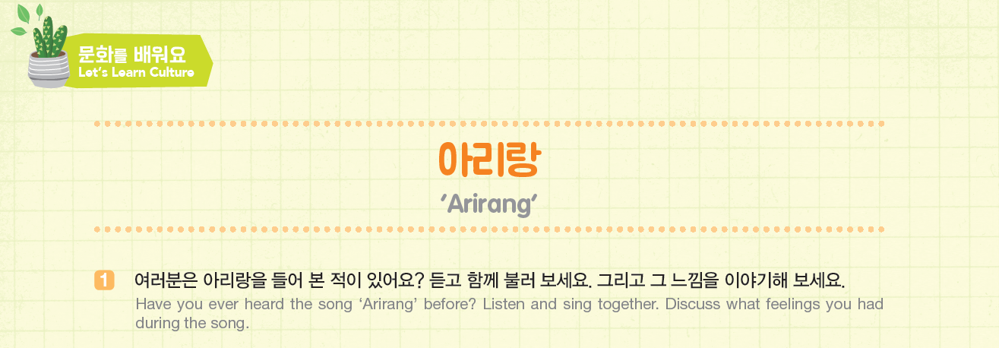 문화를 배워요
Let's Learn Culture
아리랑
'Arirang'
1 여러분은 아리랑을 들어 본 적이 있어요? 듣고 함께 불러 보세요. 그리고 그 느낌을 이야기해 보세요.
Have you ever heard the song ‘Arirang’ before? Listen and sing together. Discuss what feelings you had
during the song.